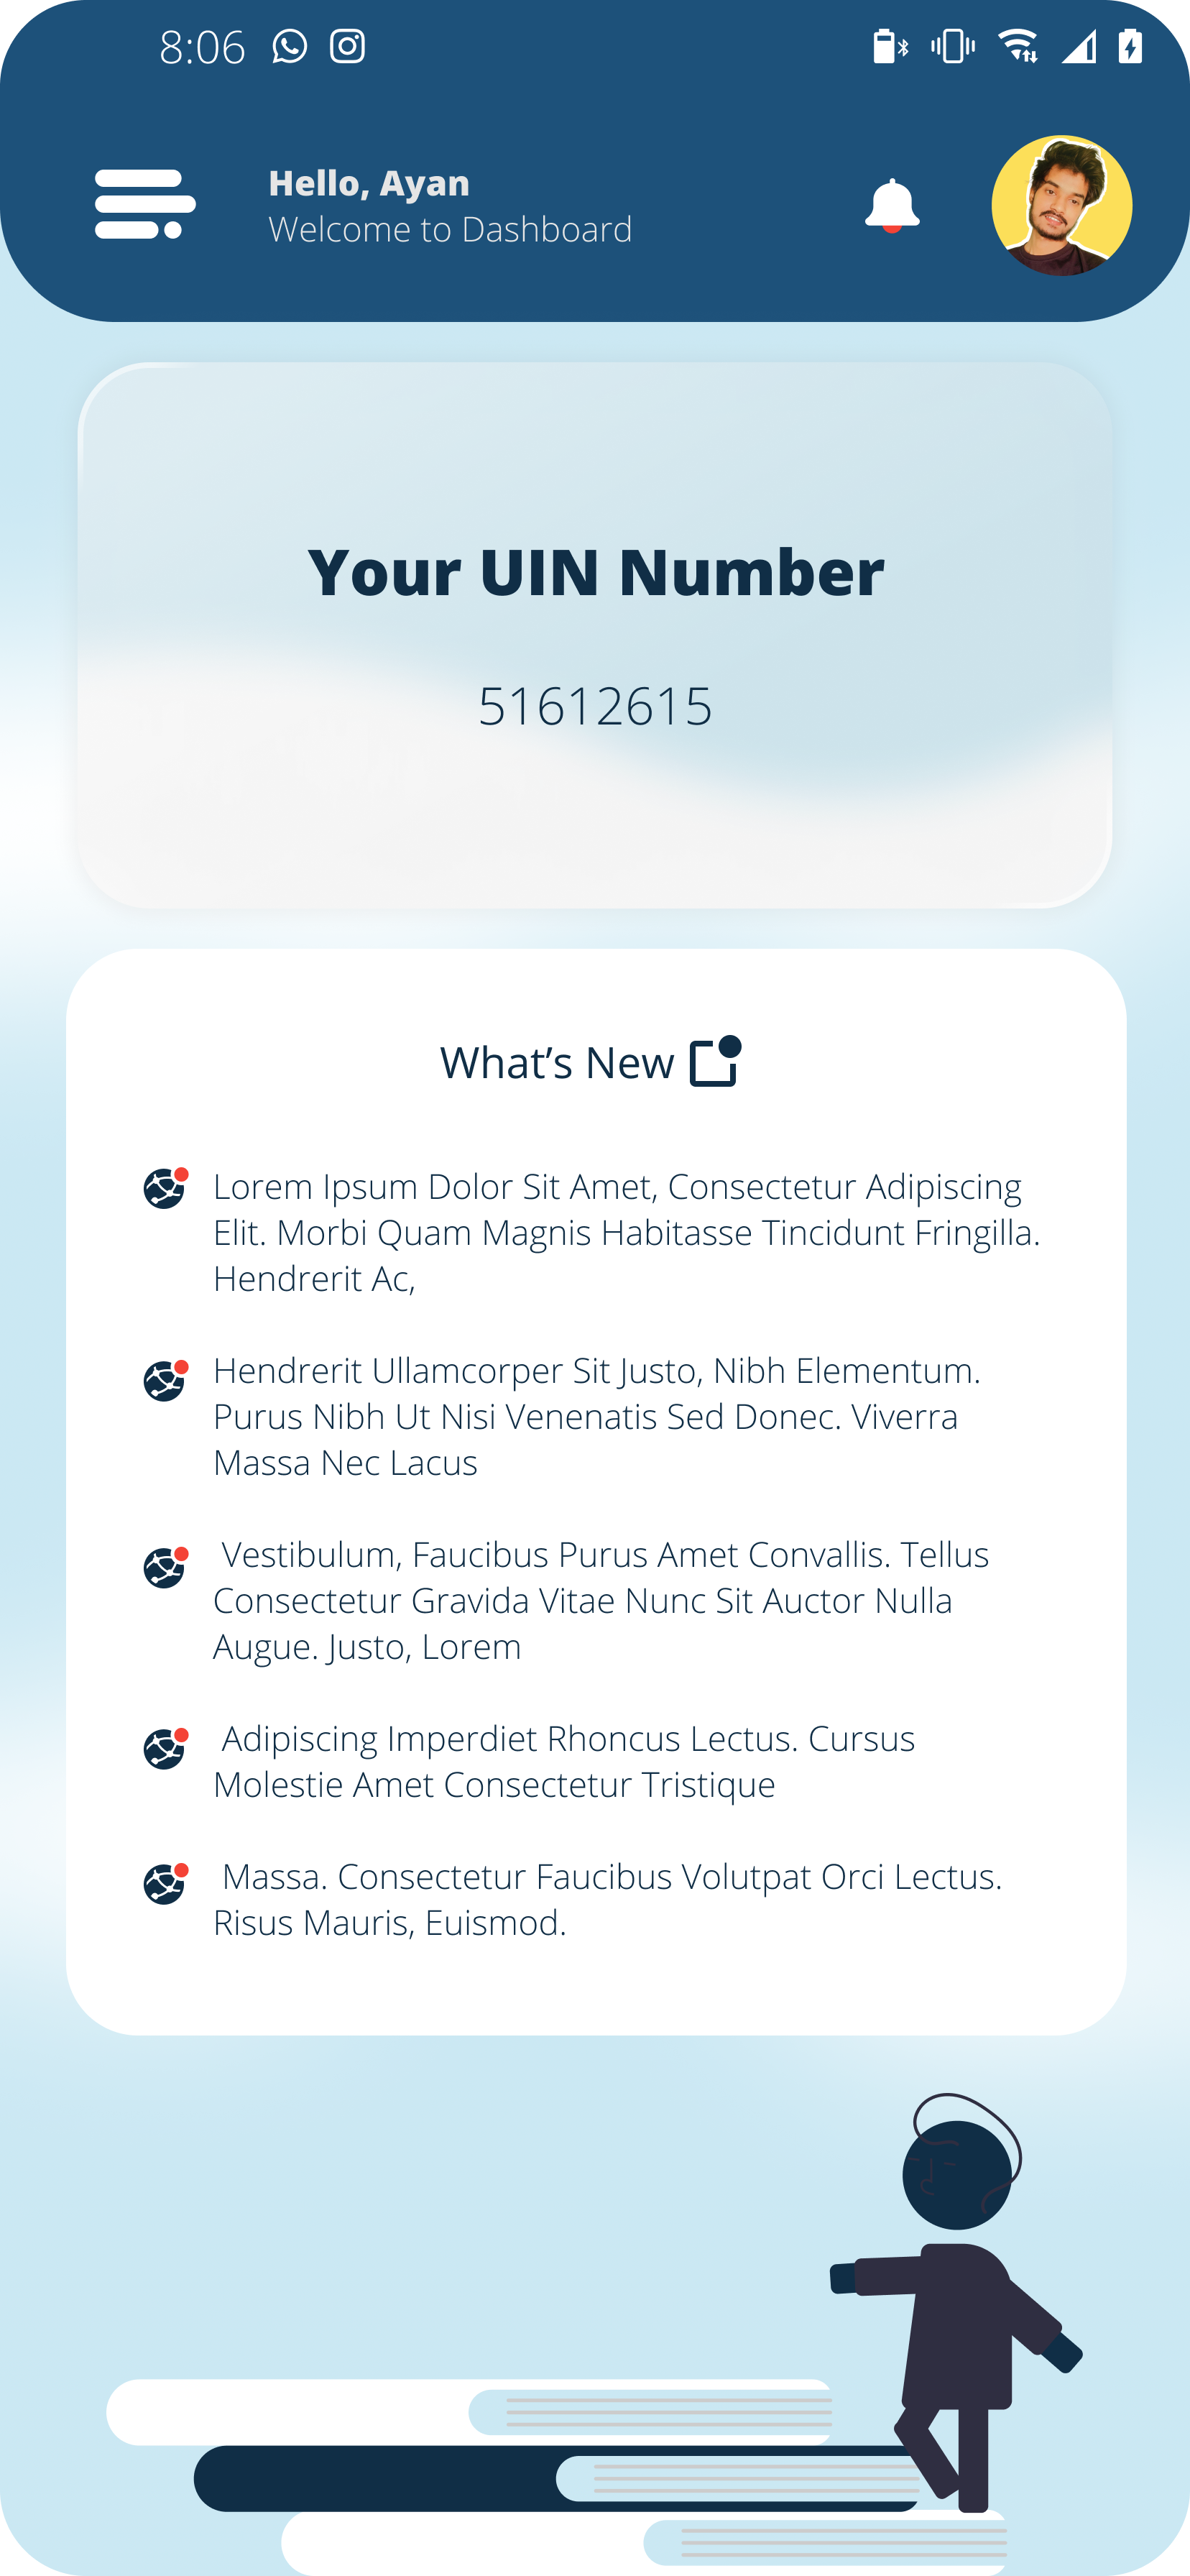 8:06
Hello, Ayan
Welcome to Dashboard
Your UIN Number
51612615
What’s New
Lorem Ipsum Dolor Sit Amet, Consectetur Adipiscing
Elit. Morbi Quam Magnis Habitasse Tincidunt Fringilla.
Hendrerit Ac,
Hendrerit Ullamcorper Sit Justo, Nibh Elementum.
Purus Nibh Ut Nisi Venenatis Sed Donec. Viverra
Massa Nec Lacus
Vestibulum, Faucibus Purus Amet Convallis. Tellus
Consectetur Gravida Vitae Nunc Sit Auctor Nulla
Augue. Justo, Lorem
Adipiscing Imperdiet Rhoncus Lectus. Cursus
Molestie Amet Consectetur Tristique
Massa. Consectetur Faucibus Volutpat Orci Lectus.
Risus Mauris, Euismod.